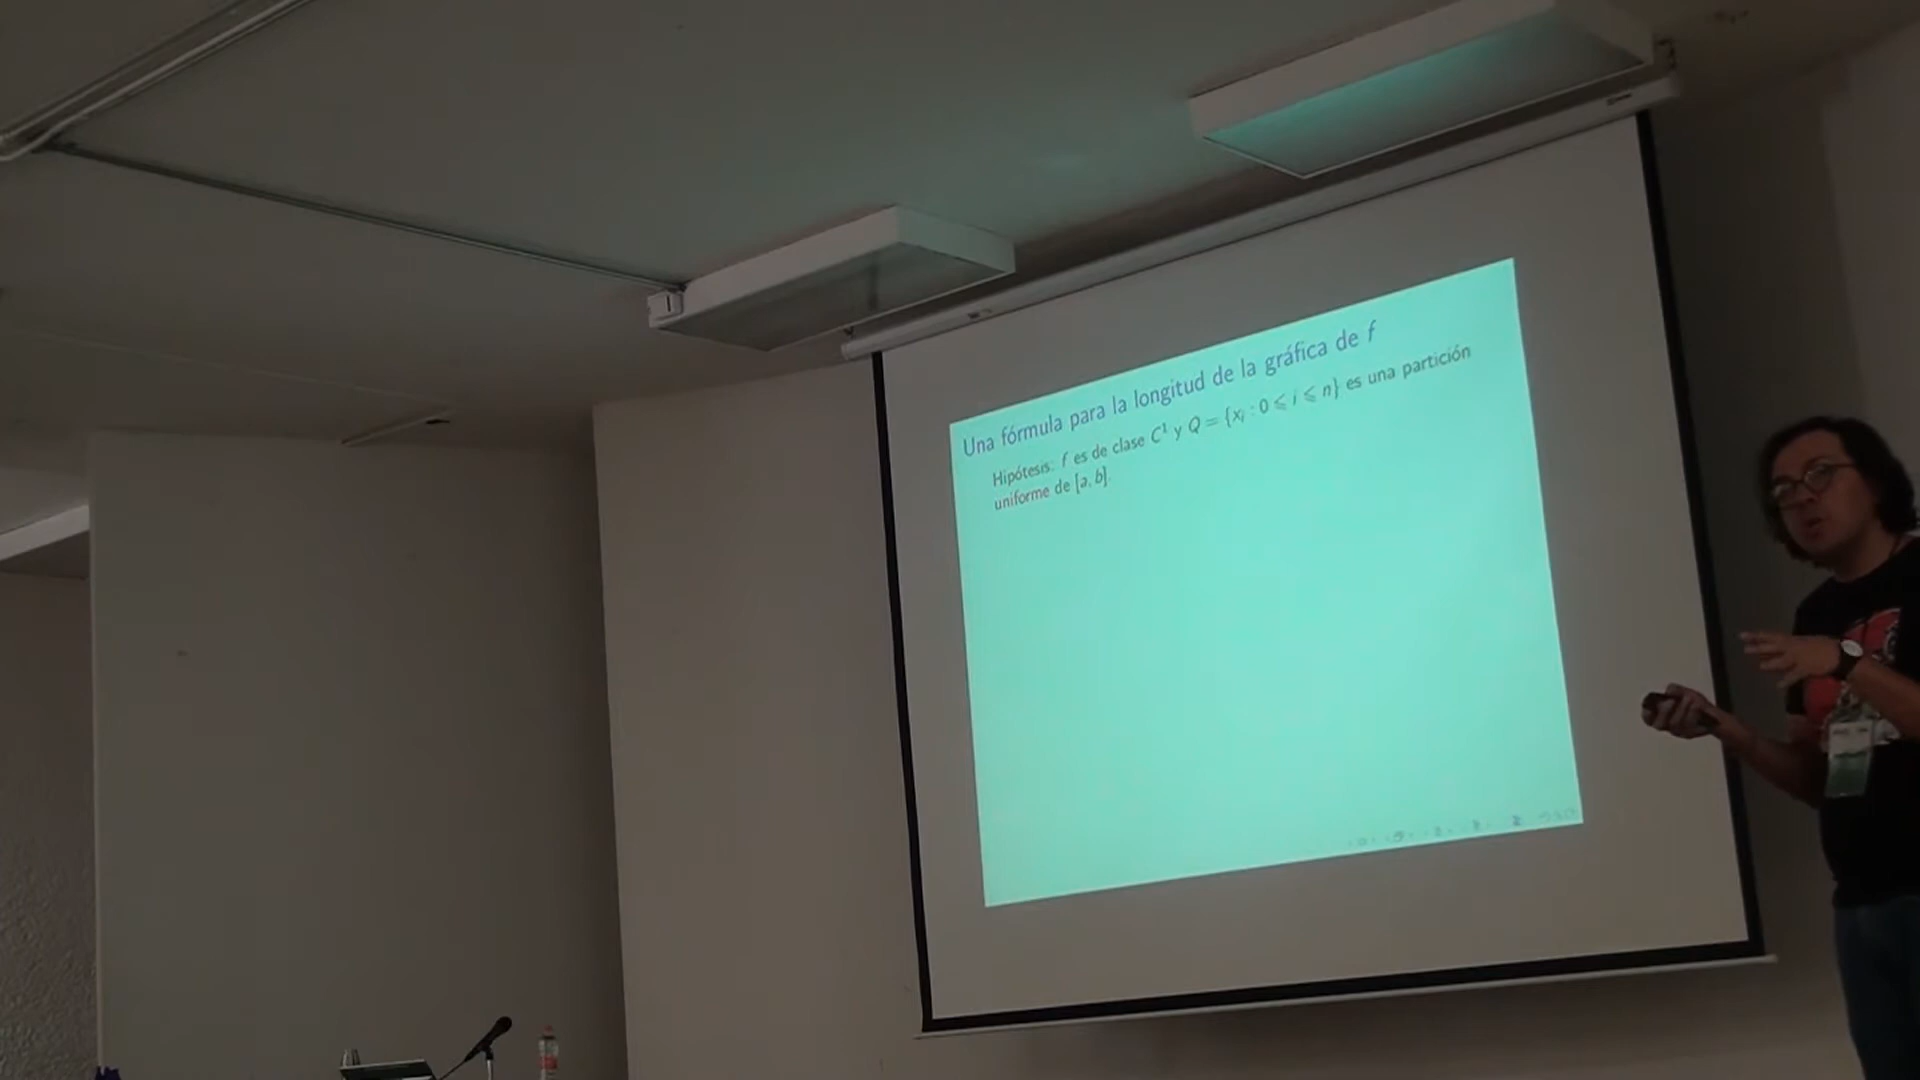 Una fórmula para la longitud de la gráfica de f
Hipótesis: f es de clase C¹ y Q = {xᵢ : 0 ⩽ i ⩽ n} es una partición
uniforme de [a, b].